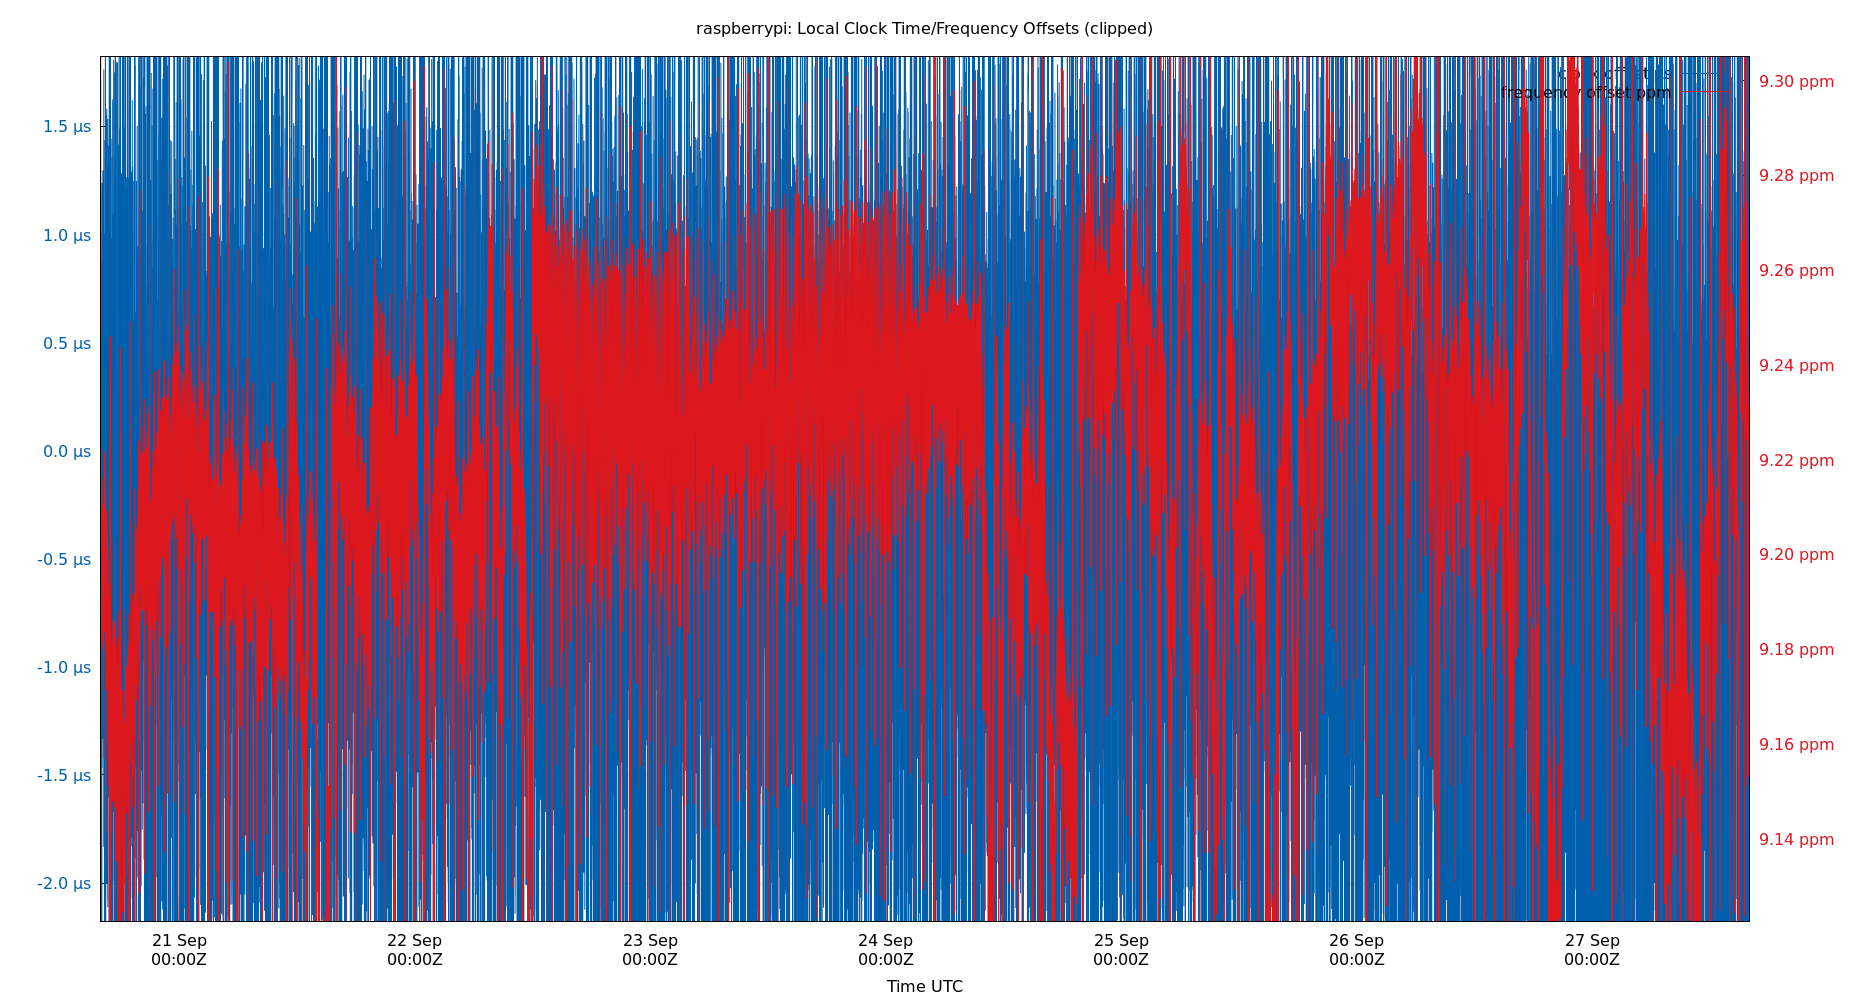 raspberrypi: Local Clock Time/Frequency Offsets (clipped)
frequency offset ppm
1.5 µs
1.0 µs
0.5 µs
0.0 µs
-0.5 µs
-1.0 µs
-1.5 µs
-2.0 µs
9.30 ppm
9.28 ppm
9.26 ppm
9.24 ppm
9.22 ppm
9.20 ppm
9.18 ppm
9.16 ppm
9.14 ppm
21 Sep 22 Sep 23 Sep 24 Sep 25 Sep 26 Sep 27 Sep
00:00Z 00:00Z 00:00Z 00:00Z 00:00Z 00:00Z 00:00Z
Time UTC